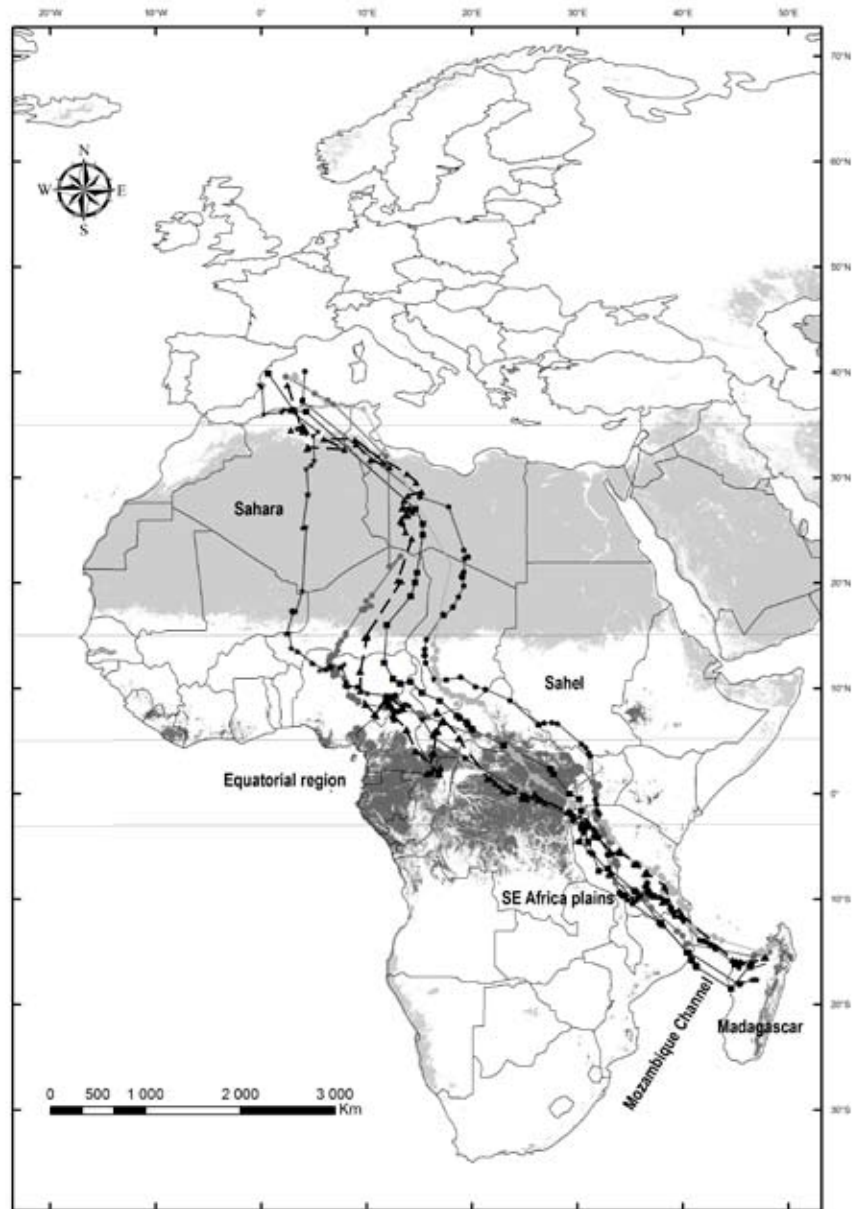 20°W 10°W 0° 10°E 20°E 30°E 40°E 50°E
70°N
N
W E
S
60°N
50°N
40°N
30°N
Sahara
20°N
Sahel
10°N
Equatorial region
0°
SE Africa plains
10°S
Mozambique Channel
Madagascar
20°S
0 500 1 000 2 000 3 000
Km
30°S